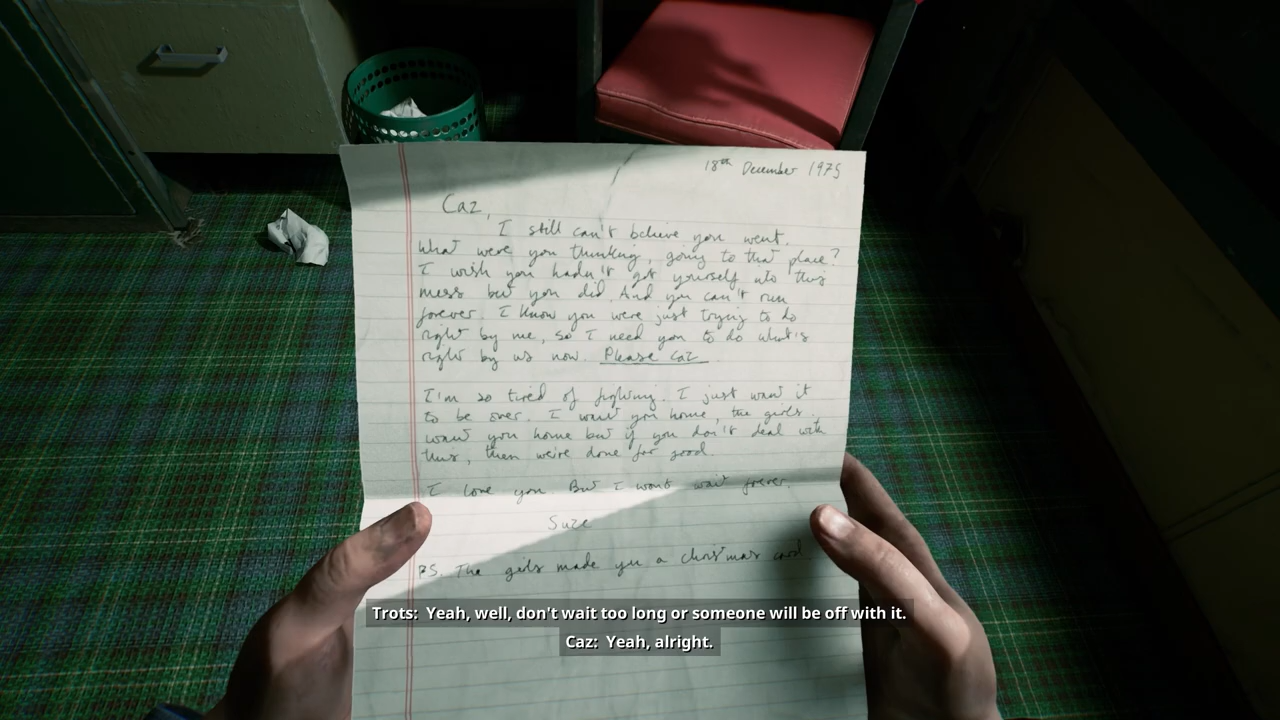 18th December 1975
Caz,
I still can't believe you went.
What were you thinking, going to that place?
I wish you hadn't got yourself into this
mess but you did. And you can't run
forever. I know you were just trying to do
right by me, so I need you to do what's
right by us now. Please Caz
I'm so tired of fighting. I just want it
to be over. I want you home, the girls
want you home but if you don't deal with
this, then we're done for good.
I love you. But I won't wait forever.
Suze
PS. The girls made you a christmas card
Trots: Yeah, well, don't wait too long or someone will be off with it.
Caz: Yeah, alright.